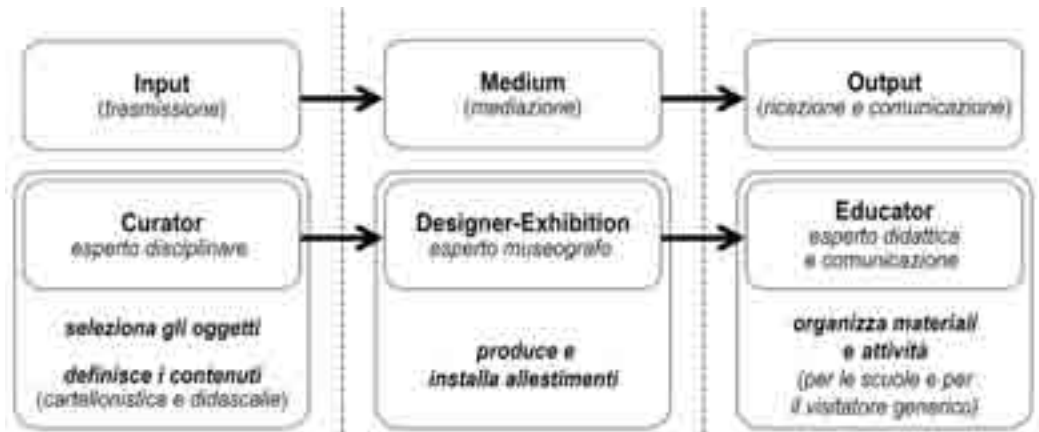 Input
(trasmissione)
Medium
(mediazione)
Output
(ricezione e comunicazione)
Curator
esperto disciplinare
Designer-Exhibition
esperto museografo
Educator
esperto didattica
e comunicazione
seleziona gli oggetti
definisce i contenuti
(cartellonistica e didascalie)
produce e
installa allestimenti
organizza materiali
e attività
(per le scuole e per
il visitatore generico)